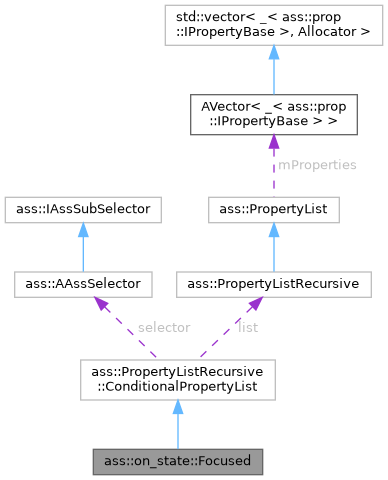 std::vector< _< ass::prop
::IPropertyBase >, Allocator >
AVector< _< ass::prop
::IPropertyBase > >
mProperties
ass::IAssSubSelector
ass::PropertyList
ass::AAssSelector
ass::PropertyListRecursive
selector
list
ass::PropertyListRecursive
::ConditionalPropertyList
ass::on_state::Focused